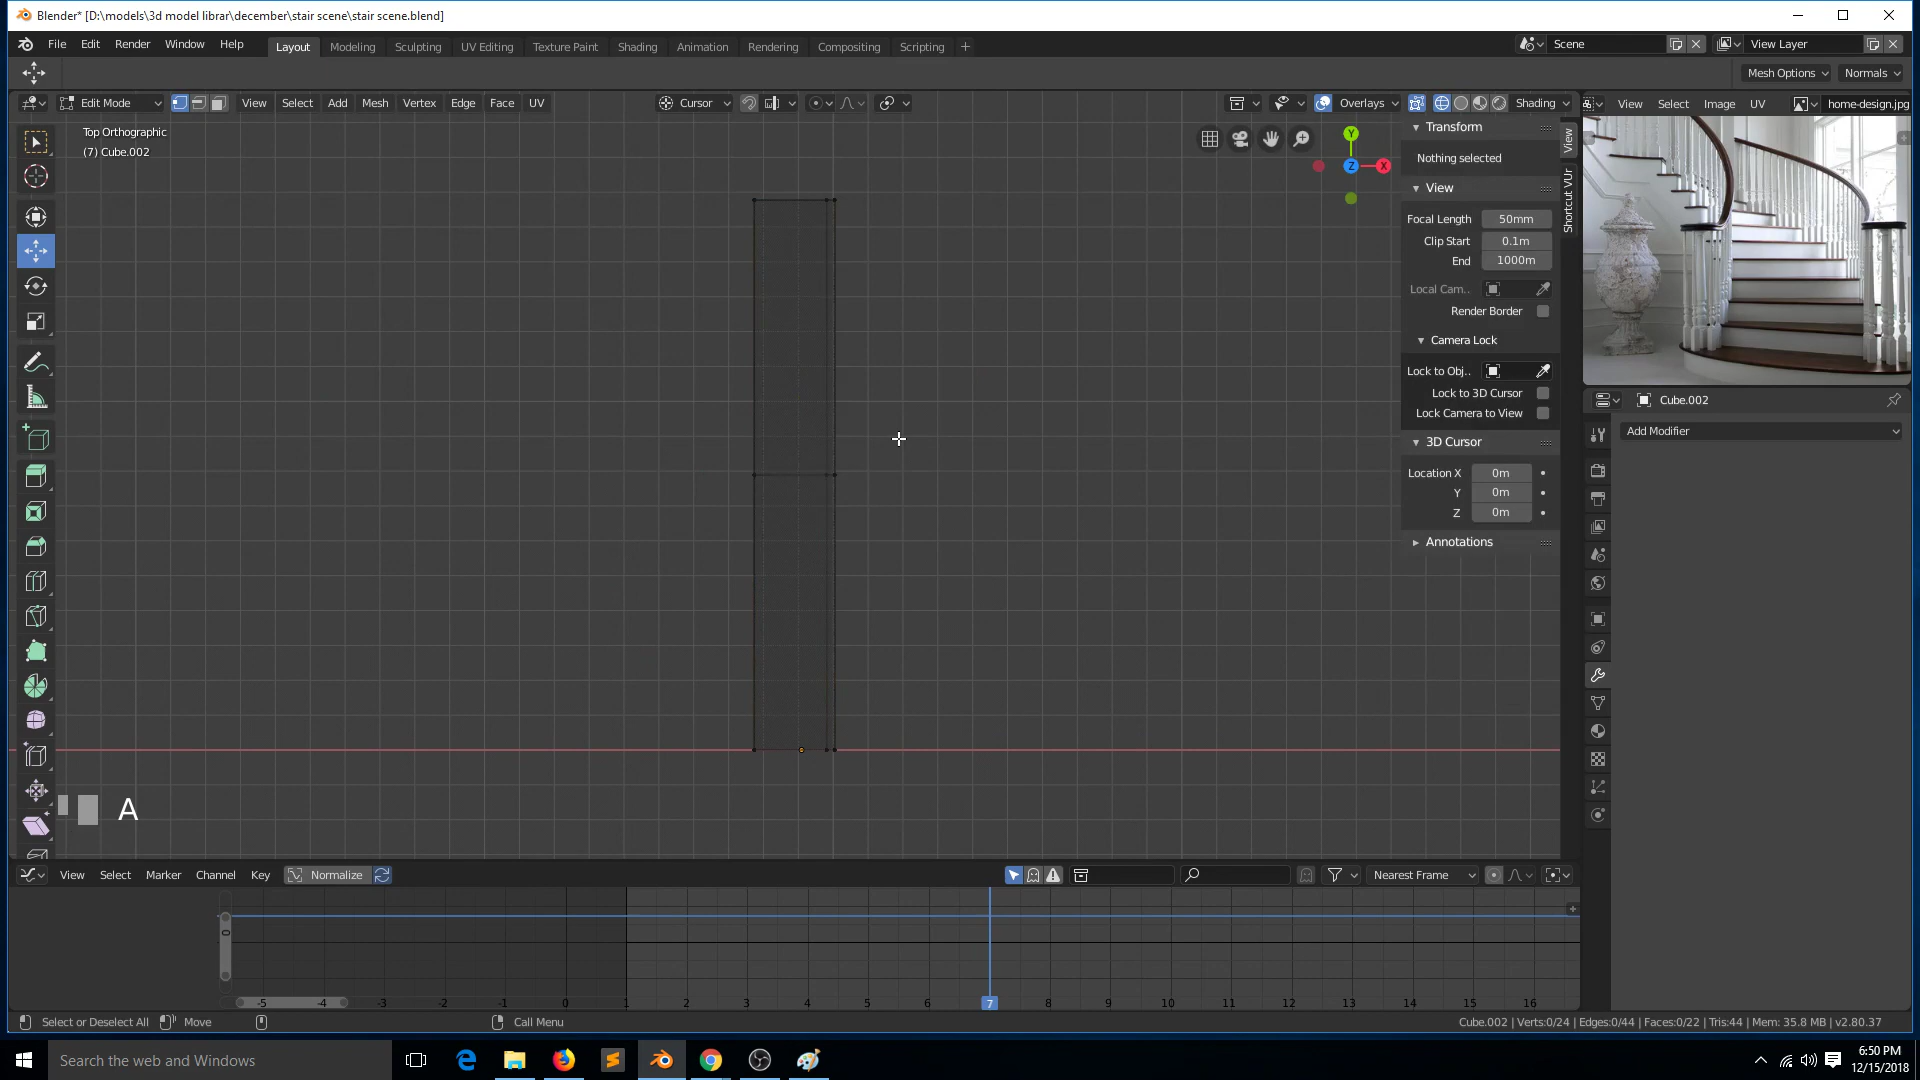 Blender* [D:\models\3d model librar\december\stair scene\stair scene.blend]
File Edit Render Window Help Layout Modeling Sculpting UV Editing Texture Paint Shading Animation Rendering Compositing Scripting + Scene View Layer
Mesh Options Normals
Edit Mode View Select Add Mesh Vertex Edge Face UV Cursor Overlays Shading View Select Image UV home-design.jpg
Top Orthographic
(7) Cube.002
Y
Z
X
Transform
Nothing selected
View
Focal Length 50mm
Clip Start 0.1m
End 1000m
Local Cam..
Render Border
Camera Lock
Lock to Obj..
Lock to 3D Cursor
Lock Camera to View
3D Cursor
Location X 0m
Y 0m
Z 0m
Annotations
View
Shortcut VUr
Cube.002
Add Modifier
A
View Select Marker Channel Key Normalize Nearest Frame
0
-5 -4 -3 -2 -1 0 1 2 3 4 5 6 7 8 9 10 11 12 13 14 15 16
Select or Deselect All Move Call Menu Cube.002 | Verts:0/24 | Edges:0/44 | Faces:0/22 | Tris:44 | Mem: 35.8 MB | v2.80.37
Search the web and Windows
6:50 PM
12/15/2018